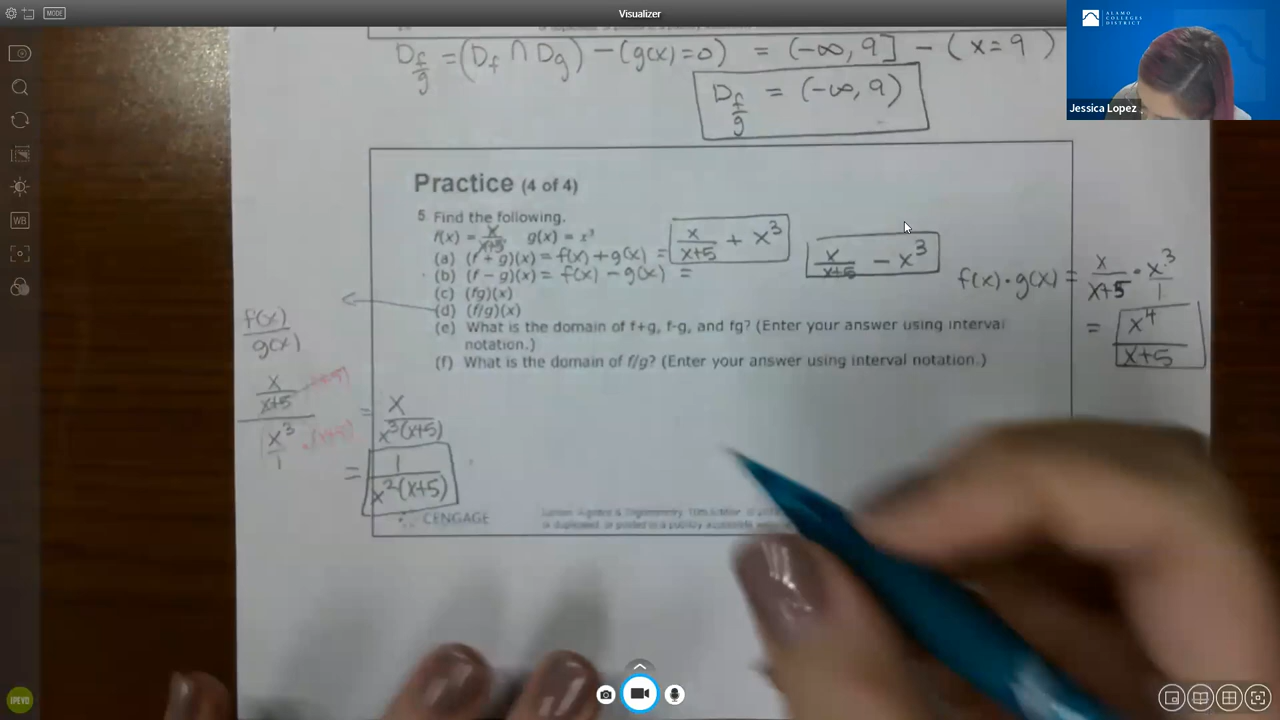 MODE
Visualizer
ALAMO
COLLEGES
DISTRICT
Jessica Lopez
D f/g = (Df ∩ Dg) − (g(x)=0) = (-∞, 9] − (x=9)
D f/g = (-∞, 9)
Practice (4 of 4)
5 Find the following.
f(x) = x/(x+5) g(x) = x³
(a) (f + g)(x) = f(x) + g(x) = x/(x+5) + x³
(b) (f − g)(x) = f(x) − g(x) = x/(x+5) − x³
(c) (fg)(x)
f(x)·g(x) = x/(x+5) · x³/1
= x⁴/(x+5)
(d) (f/g)(x)
(e) What is the domain of f+g, f-g, and fg? (Enter your answer using interval
notation.)
(f) What is the domain of f/g? (Enter your answer using interval notation.)
f(x)/g(x)
x/(x+5) / x³/1 = x/(x³(x+5))
= 1/(x²(x+5))
CENGAGE
WB
IPEVO